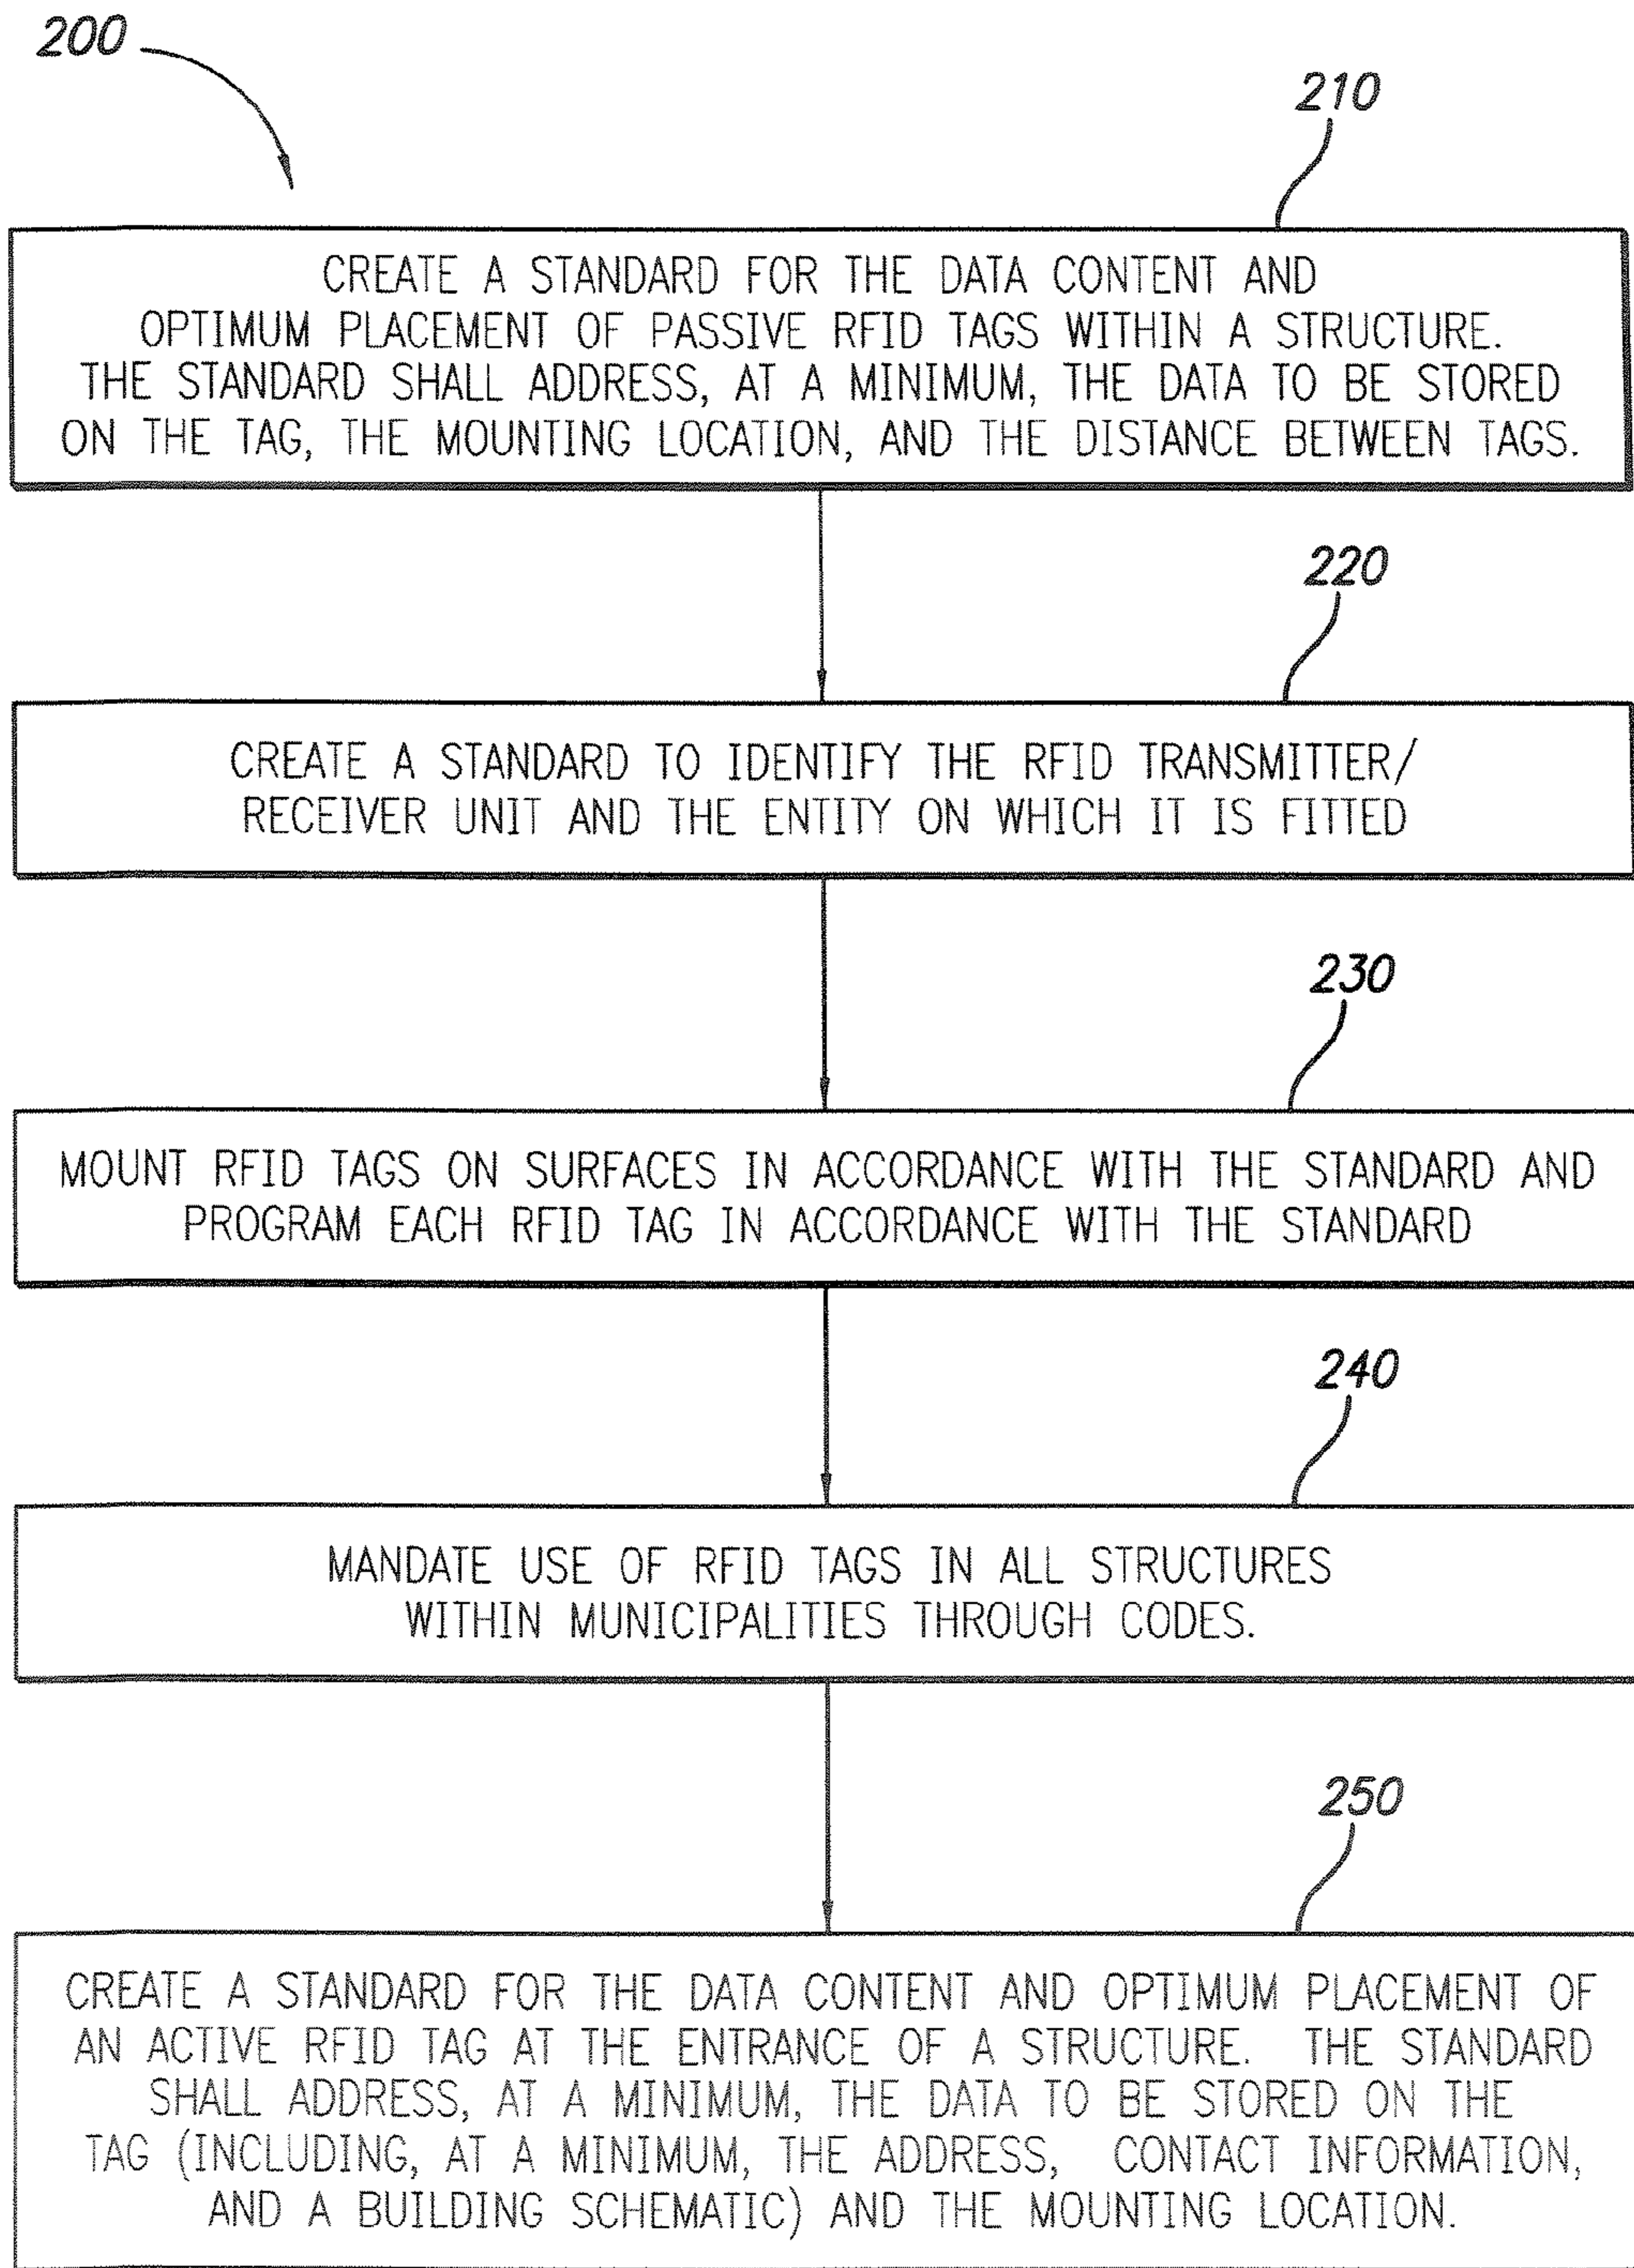 200
210
CREATE A STANDARD FOR THE DATA CONTENT AND
OPTIMUM PLACEMENT OF PASSIVE RFID TAGS WITHIN A STRUCTURE.
THE STANDARD SHALL ADDRESS, AT A MINIMUM, THE DATA TO BE STORED
ON THE TAG, THE MOUNTING LOCATION, AND THE DISTANCE BETWEEN TAGS.
220
CREATE A STANDARD TO IDENTIFY THE RFID TRANSMITTER/
RECEIVER UNIT AND THE ENTITY ON WHICH IT IS FITTED
230
MOUNT RFID TAGS ON SURFACES IN ACCORDANCE WITH THE STANDARD AND
PROGRAM EACH RFID TAG IN ACCORDANCE WITH THE STANDARD
240
MANDATE USE OF RFID TAGS IN ALL STRUCTURES
WITHIN MUNICIPALITIES THROUGH CODES.
250
CREATE A STANDARD FOR THE DATA CONTENT AND OPTIMUM PLACEMENT OF
AN ACTIVE RFID TAG AT THE ENTRANCE OF A STRUCTURE. THE STANDARD
SHALL ADDRESS, AT A MINIMUM, THE DATA TO BE STORED ON THE
TAG (INCLUDING, AT A MINIMUM, THE ADDRESS, CONTACT INFORMATION,
AND A BUILDING SCHEMATIC) AND THE MOUNTING LOCATION.